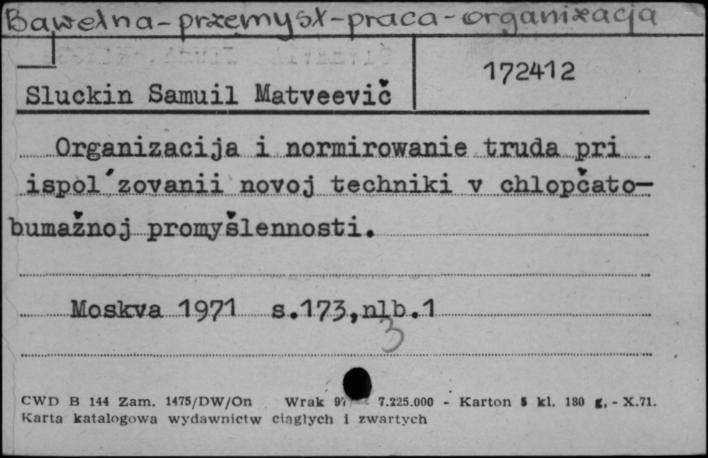 Bawełna-przemysł-praca-organizacja
172412
Sluckin Samuil Matveevič
Organizacija i normirowanie truda pri
ispol´zovanii novoj techniki v chlopčato-
bumažnoj promyšlennosti.
Moskva 1971 s.173,nlb.1
3
CWD B 144 Zam. 1475/DW/On Wrak 7.225.000 - Karton 5 kl. 180 g, - X.71.
Karta katalogowa wydawnictw ciągłych i zwartych